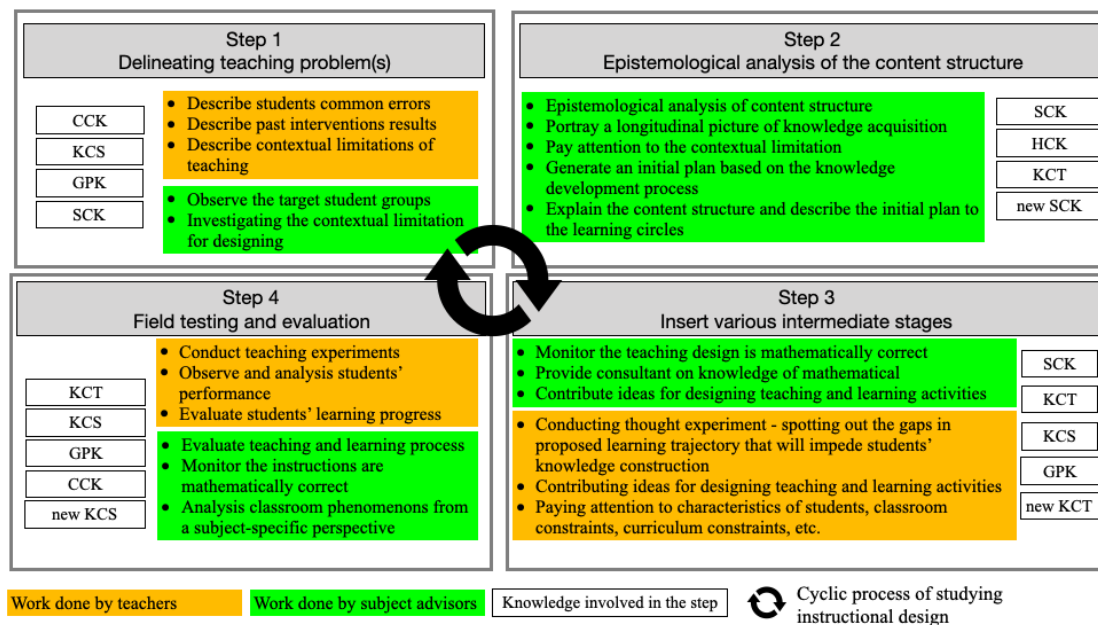 Step 1
Delineating teaching problem(s)
CCK
KCS
GPK
SCK
• Describe students common errors
• Describe past interventions results
• Describe contextual limitations of
teaching
• Observe the target student groups
• Investigating the contextual limitation
for designing
Step 2
Epistemological analysis of the content structure
• Epistemological analysis of content structure
• Portray a longitudinal picture of knowledge acquisition
• Pay attention to the contextual limitation
• Generate an initial plan based on the knowledge
development process
• Explain the content structure and describe the initial plan to
the learning circles
SCK
HCK
KCT
new SCK
Step 4
Field testing and evaluation
KCT
KCS
GPK
CCK
new KCS
• Conduct teaching experiments
• Observe and analysis students’
performance
• Evaluate students’ learning progress
• Evaluate teaching and learning process
• Monitor the instructions are
mathematically correct
• Analysis classroom phenomenons from
a subject-specific perspective
Step 3
Insert various intermediate stages
• Monitor the teaching design is mathematically correct
• Provide consultant on knowledge of mathematical
• Contribute ideas for designing teaching and learning activities
• Conducting thought experiment - spotting out the gaps in
proposed learning trajectory that will impede students’
knowledge construction
• Contributing ideas for designing teaching and learning activities
• Paying attention to characteristics of students, classroom
constraints, curriculum constraints, etc.
SCK
KCT
KCS
GPK
new KCT
Work done by teachers
Work done by subject advisors
Knowledge involved in the step
Cyclic process of studying
instructional design